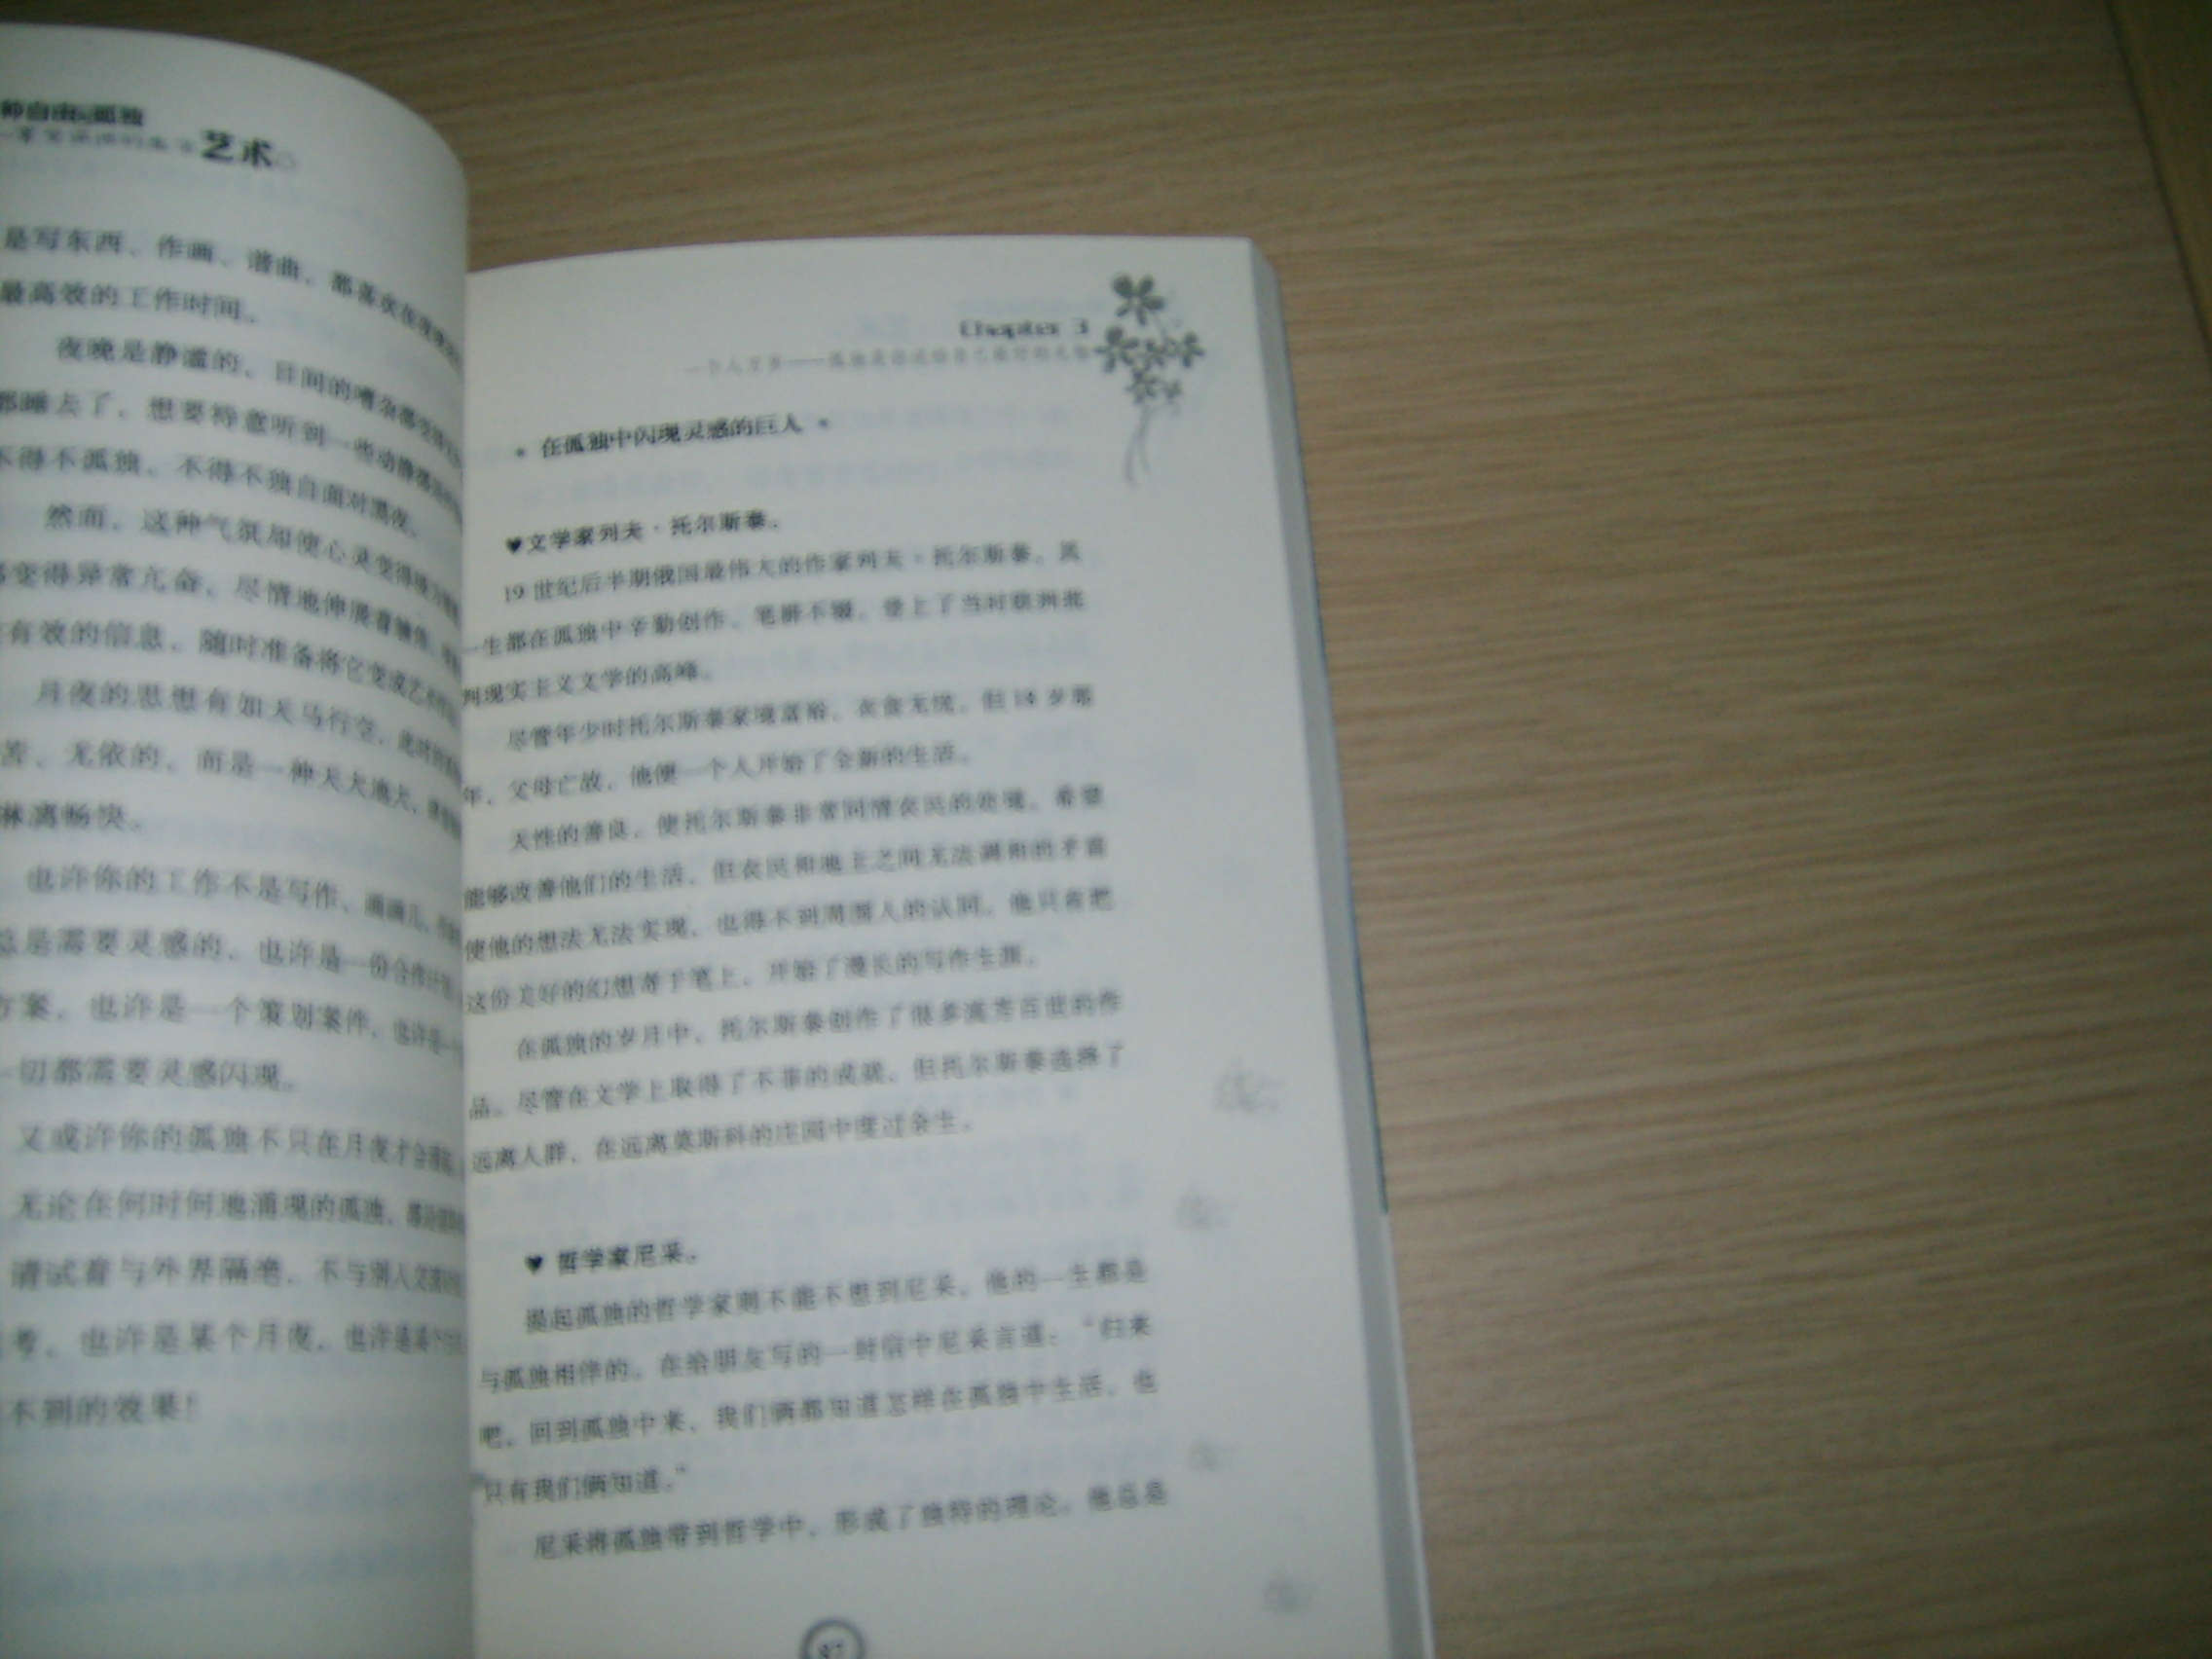 艺术
是写东西、作画、谱曲，都喜欢在
最高效的工作时间。
夜晚是静谧的，日间的嘈杂都
都睡去了，想要特意听到一些动静都
不得不孤独，不得不独自面对黑夜。
然而，这种气氛却使心灵变得
变得异常亢奋，尽情地伸展着
有效的信息，随时准备将它变成艺
月夜的思想有如天马行空，此时的
苦、无依的，而是一种天大地大、
淋漓畅快。
也许你的工作不是写作、画画儿，
总是需要灵感的，也许是一份合作计
方案，也许是一个策划案件，也许是一
一切都需要灵感闪现。
又或许你的孤独不只在月夜才会
无论在何时何地涌现的孤独，都
请试着与外界隔绝，不与别人交
考，也许是某个月夜，也许是某个
不到的效果！
Chapter 3
在孤独中闪现灵感的巨人
♥文学家列夫·托尔斯泰。
19世纪后半期俄国最伟大的作家列夫·托尔斯泰，其
一生都在孤独中辛勤创作，笔耕不辍，登上了当时欧洲批
判现实主义文学的高峰。
尽管年少时托尔斯泰家境富裕、衣食无忧，但14岁那
年，父母亡故，他便一个人开始了全新的生活。
天性的善良，使托尔斯泰非常同情农民的处境，希望
能够改善他们的生活，但农民和地主之间无法调和的矛盾
使他的想法无法实现，也得不到周围人的认同，他只有把
这份美好的幻想寄于笔上，开始了漫长的写作生涯。
在孤独的岁月中，托尔斯泰创作了很多流芳百世的作
品。尽管在文学上取得了不菲的成就，但托尔斯泰选择了
远离人群，在远离莫斯科的庄园中度过余生。
♥ 哲学家尼采。
提起孤独的哲学家则不能不想到尼采，他的一生都是
与孤独相伴的。在给朋友写的一封信中尼采言道：“归来
吧，回到孤独中来，我们俩都知道怎样在孤独中生活，也
只有我们俩知道。”
尼采将孤独带到哲学中，形成了独特的理论。他总是